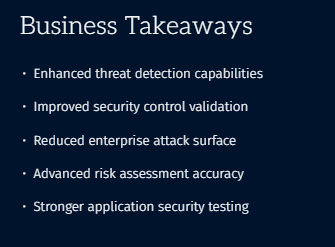 Business Takeaways
· Enhanced threat detection capabilities
· Improved security control validation
· Reduced enterprise attack surface
· Advanced risk assessment accuracy
· Stronger application security testing